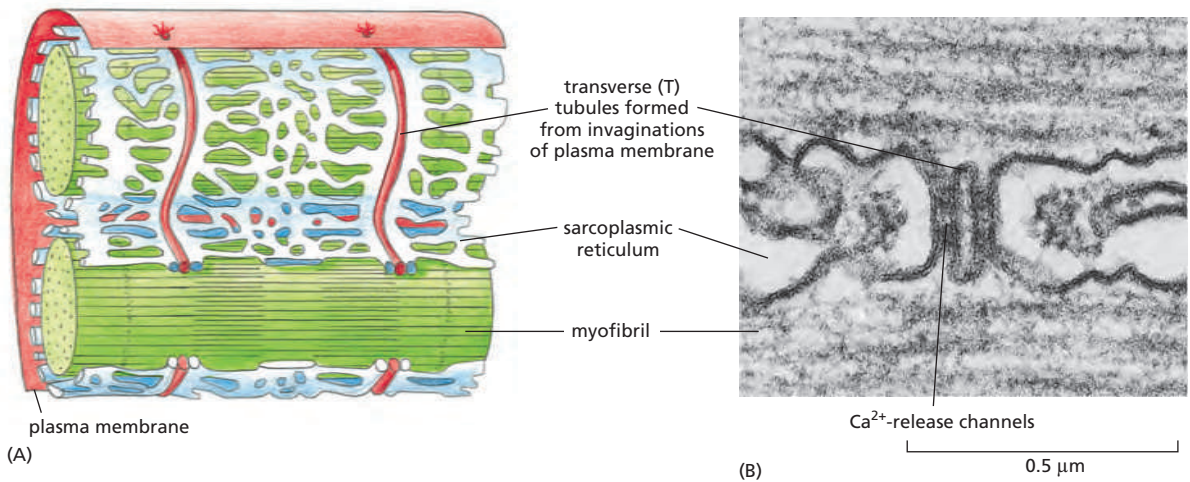 transverse (T)
tubules formed
from invaginations
of plasma membrane
sarcoplasmic
reticulum
myofibril
plasma membrane
(A)
Ca²⁺-release channels
0.5 μm
(B)